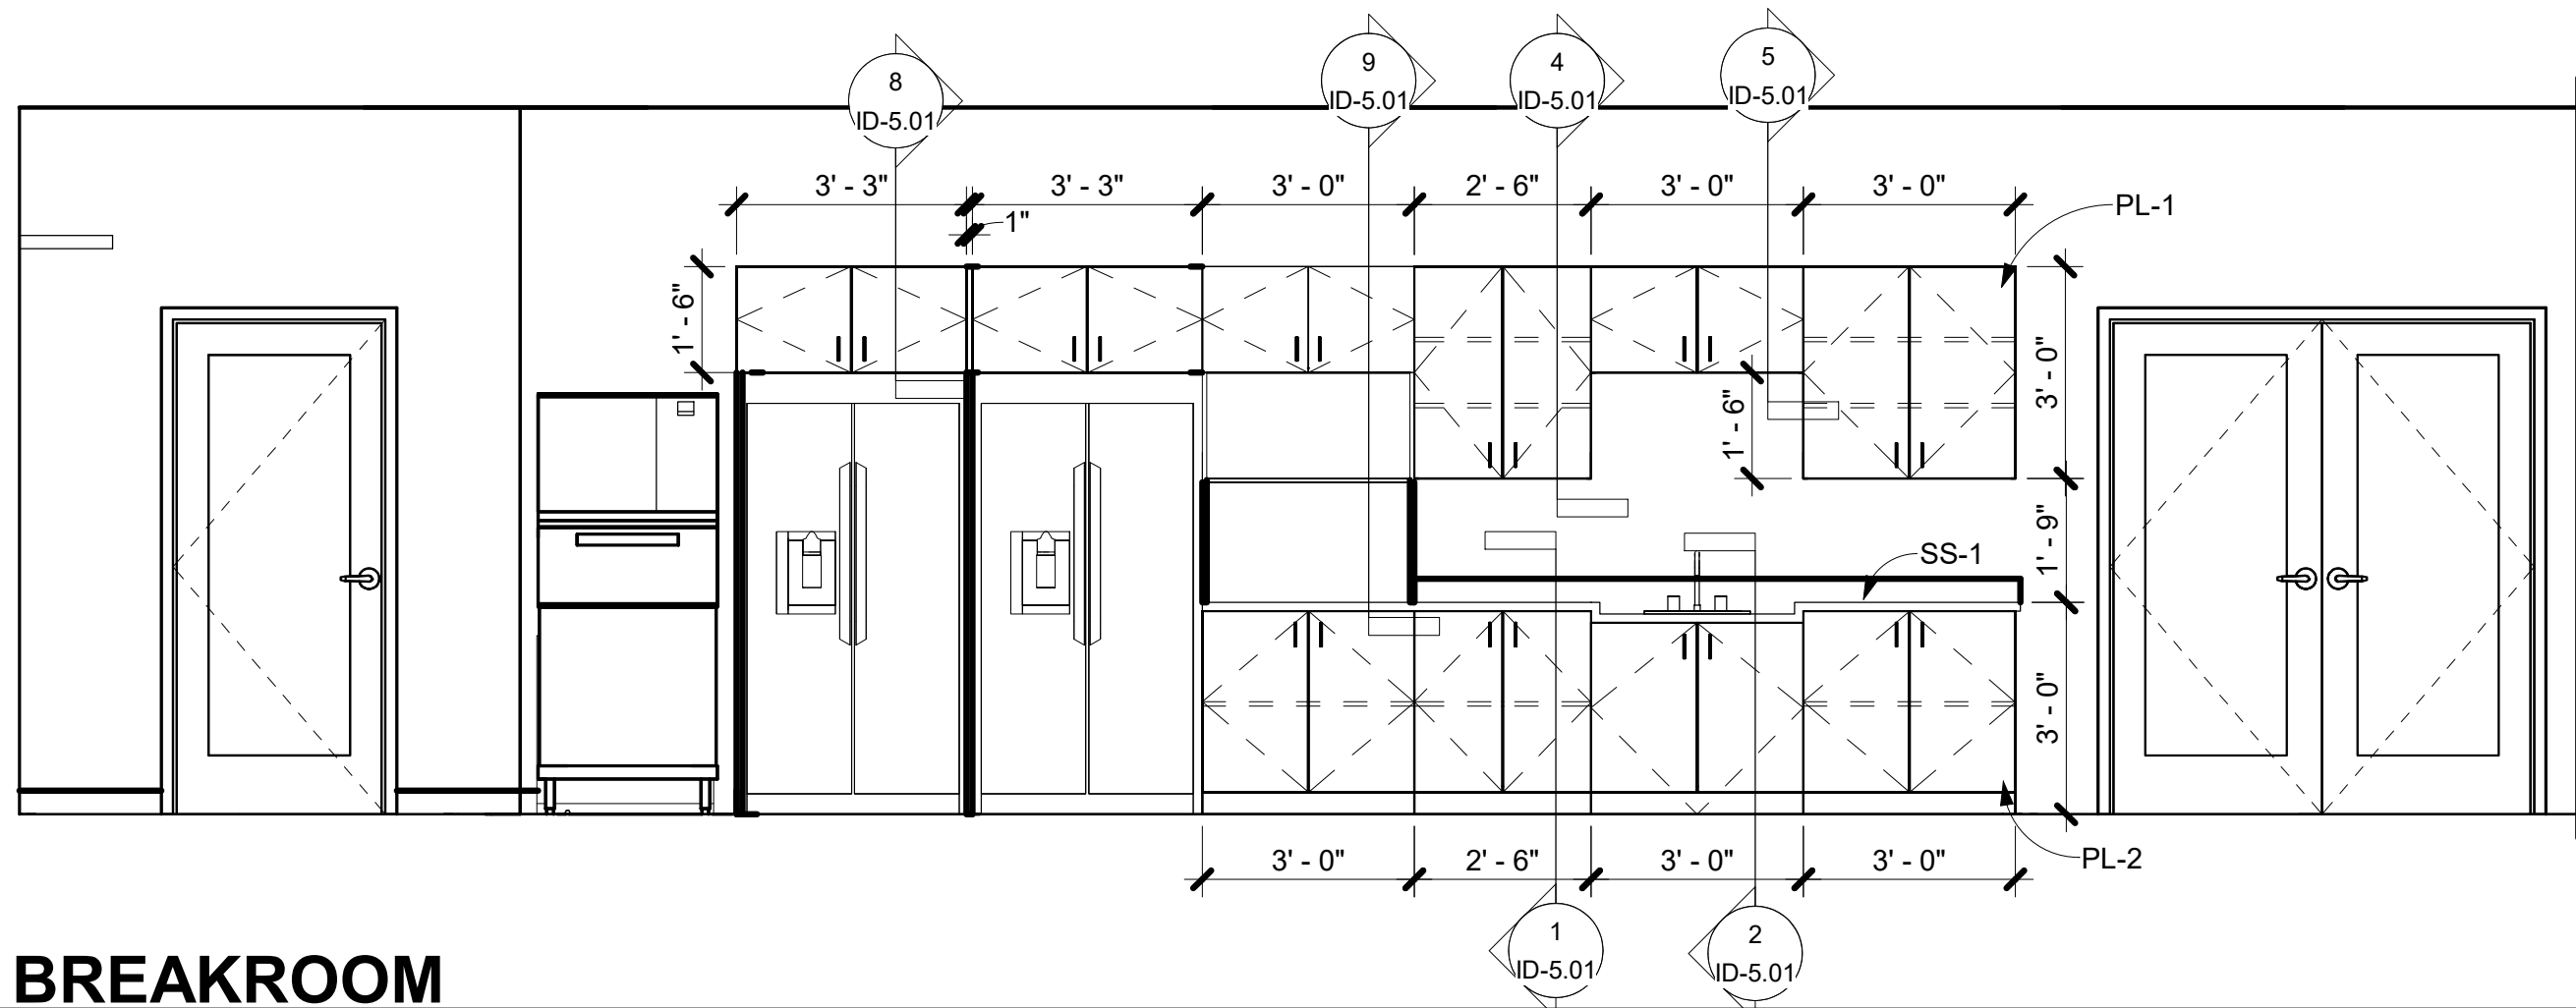 8
ID-5.01
9
ID-5.01
4
ID-5.01
5
ID-5.01
3' - 3"
3' - 3"
3' - 0"
2' - 6"
3' - 0"
3' - 0"
PL-1
1"
1' - 6"
3' - 0"
1' - 6"
1' - 9"
SS-1
3' - 0"
3' - 0"
2' - 6"
3' - 0"
3' - 0"
PL-2
1
ID-5.01
2
ID-5.01
BREAKROOM